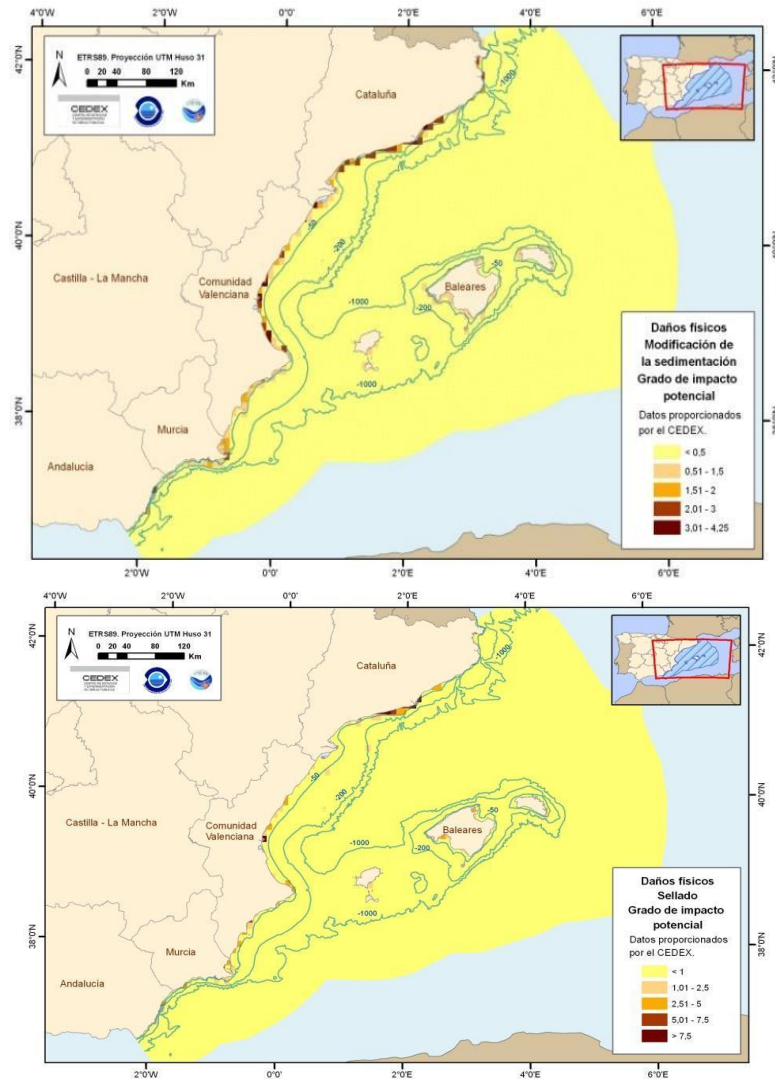 4°0'W 2°0'W 0°0' 2°0'E 4°0'E 6°0'E
N
ETRS89. Proyección UTM Huso 31
0 20 40 80 120
Km
CEDEX
Cataluña
-1000
42°0'N
40°0'N
-50
-200
Castilla - La Mancha
Comunidad
Valenciana
-50
Baleares
-1000
-200
-1000
38°0'N
Murcia
Andalucía
Daños físicos
Modificación de
la sedimentación
Grado de impacto
potencial
Datos proporcionados
por el CEDEX.
< 0,5
0,51 - 1,5
1,51 - 2
2,01 - 3
3,01 - 4,25
2°0'W 0°0' 2°0'E 4°0'E 6°0'E
4°0'W 2°0'W 0°0' 2°0'E 4°0'E 6°0'E
N
ETRS89. Proyección UTM Huso 31
0 20 40 80 120
Km
CEDEX
Cataluña
-1000
42°0'N
42°0'N
40°0'N
40°0'N
-50
-200
Castilla - La Mancha
Comunidad
Valenciana
-50
Baleares
-1000
-200
-1000
38°0'N
38°0'N
Murcia
Andalucía
Daños físicos
Sellado
Grado de impacto
potencial
Datos proporcionados
por el CEDEX.
< 1
1,01 - 2,5
2,51 - 5
5,01 - 7,5
> 7,5
2°0'W 0°0' 2°0'E 4°0'E 6°0'E